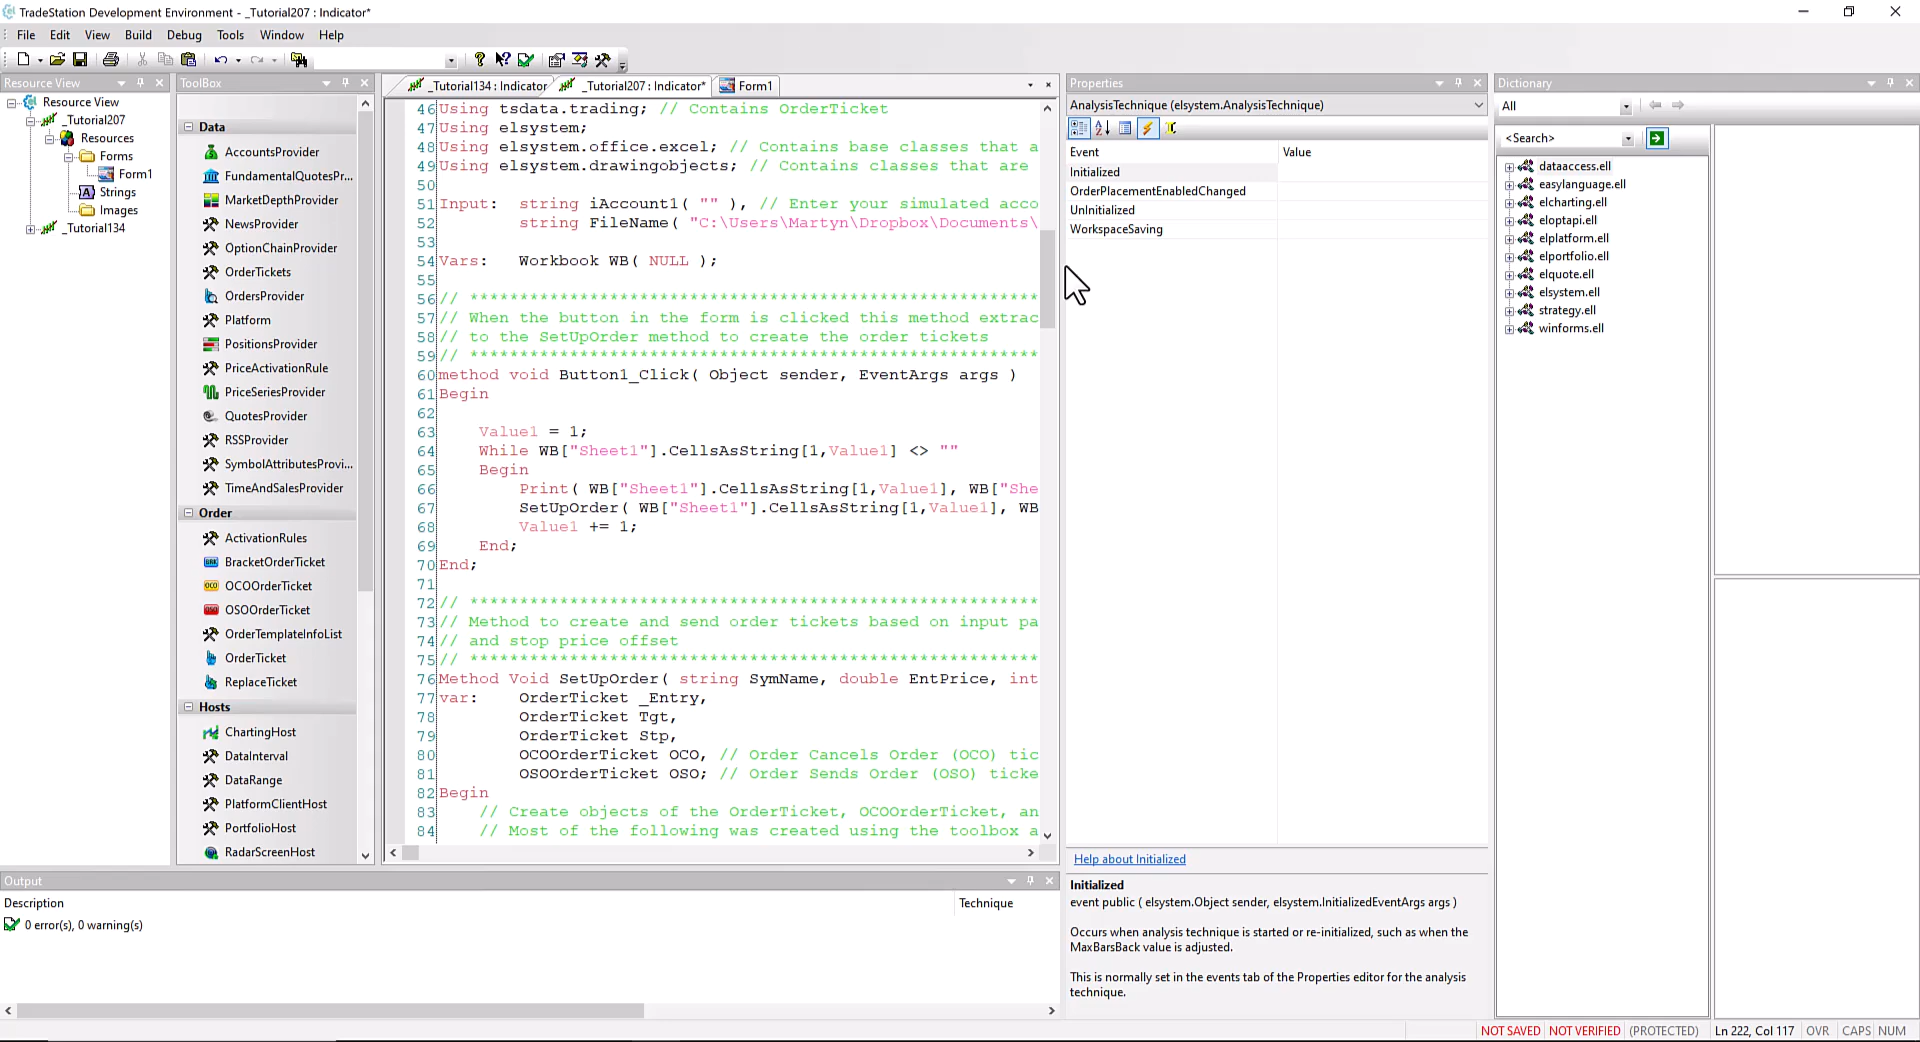 TradeStation Development Environment - _Tutorial207 : Indicator*
File Edit View Build Debug Tools Window Help
Resource View
Resource View
_Tutorial207
Resources
Forms
Form1
Strings
Images
_Tutorial134
ToolBox
Data
AccountsProvider
FundamentalQuotesPr...
MarketDepthProvider
NewsProvider
OptionChainProvider
OrderTickets
OrdersProvider
Platform
PositionsProvider
PriceActivationRule
PriceSeriesProvider
QuotesProvider
RSSProvider
SymbolAttributesProvi...
TimeAndSalesProvider
Order
ActivationRules
BracketOrderTicket
OCOOrderTicket
OSOOrderTicket
OrderTemplateInfoList
OrderTicket
ReplaceTicket
Hosts
ChartingHost
DataInterval
DataRange
PlatformClientHost
PortfolioHost
RadarScreenHost
_Tutorial134 : Indicator _Tutorial207 : Indicator* Form1
46 Using tsdata.trading; // Contains OrderTicket
47 Using elsystem;
48 Using elsystem.office.excel; // Contains base classes that a
49 Using elsystem.drawingobjects; // Contains classes that are
50
51 Input: string iAccount1( "" ), // Enter your simulated acco
52 string FileName( "C:\Users\Martyn\Dropbox\Documents\
53
54 Vars: Workbook WB( NULL );
55
56 // *********************************************************
57 // When the button in the form is clicked this method extrac
58 // to the SetUpOrder method to create the order tickets
59 // *********************************************************
60 method void Button1_Click( Object sender, EventArgs args )
61 Begin
62
63 Value1 = 1;
64 While WB["Sheet1"].CellsAsString[1,Value1] <> ""
65 Begin
66 Print( WB["Sheet1"].CellsAsString[1,Value1], WB["She
67 SetUpOrder( WB["Sheet1"].CellsAsString[1,Value1], WB
68 Value1 += 1;
69 End;
70 End;
71
72 // *********************************************************
73 // Method to create and send order tickets based on input pa
74 // and stop price offset
75 // *********************************************************
76 Method Void SetUpOrder( string SymName, double EntPrice, int
77 var: OrderTicket _Entry,
78 OrderTicket Tgt,
79 OrderTicket Stp,
80 OCOOrderTicket OCO, // Order Cancels Order (OCO) tic
81 OSOOrderTicket OSO; // Order Sends Order (OSO) ticke
82 Begin
83 // Create objects of the OrderTicket, OCOOrderTicket, an
84 // Most of the following was created using the toolbox a
Properties
AnalysisTechnique (elsystem.AnalysisTechnique)
Event Value
Initialized
OrderPlacementEnabledChanged
UnInitialized
WorkspaceSaving
Help about Initialized
Initialized
event public ( elsystem.Object sender, elsystem.InitializedEventArgs args )
Occurs when analysis technique is started or re-initialized, such as when the
MaxBarsBack value is adjusted.
This is normally set in the events tab of the Properties editor for the analysis
technique.
Dictionary
All
<Search>
dataaccess.ell
easylanguage.ell
elcharting.ell
eloptapi.ell
elplatform.ell
elportfolio.ell
elquote.ell
elsystem.ell
strategy.ell
winforms.ell
Output
Description Technique
0 error(s), 0 warning(s)
NOT SAVED NOT VERIFIED (PROTECTED) Ln 222, Col 117 OVR CAPS NUM